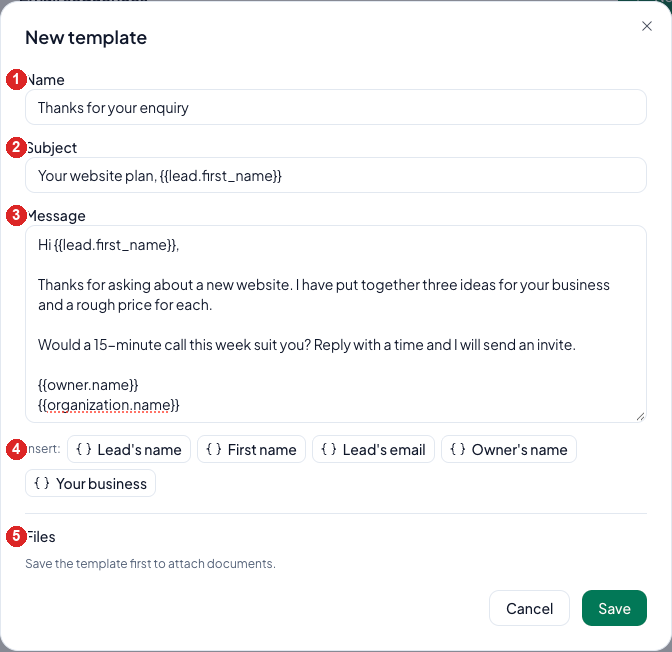 New template
1 Name
Thanks for your enquiry
2 Subject
Your website plan, {{lead.first_name}}
3 Message
Hi {{lead.first_name}},
Thanks for asking about a new website. I have put together three ideas for your business
and a rough price for each.
Would a 15-minute call this week suit you? Reply with a time and I will send an invite.
{{owner.name}}
{{organization.name}}
4 Insert: { } Lead's name { } First name { } Lead's email { } Owner's name
{ } Your business
5 Files
Save the template first to attach documents.
Cancel Save